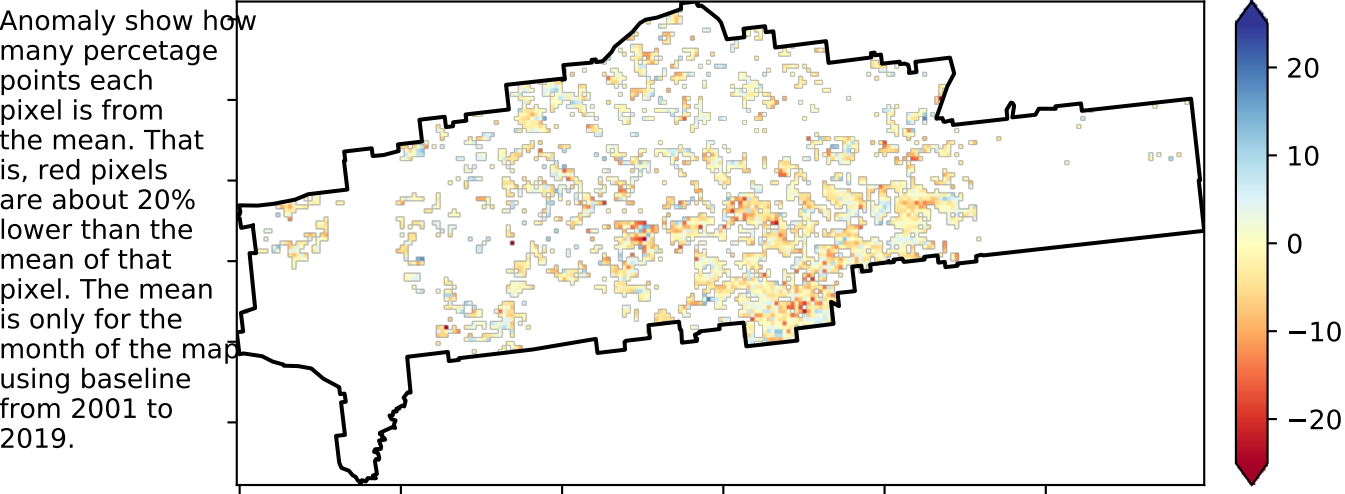 Anomaly show how
many percetage
points each
pixel is from
the mean. That
is, red pixels
are about 20%
lower than the
mean of that
pixel. The mean
is only for the
month of the map
using baseline
from 2001 to
2019.
20
10
0
−10
−20